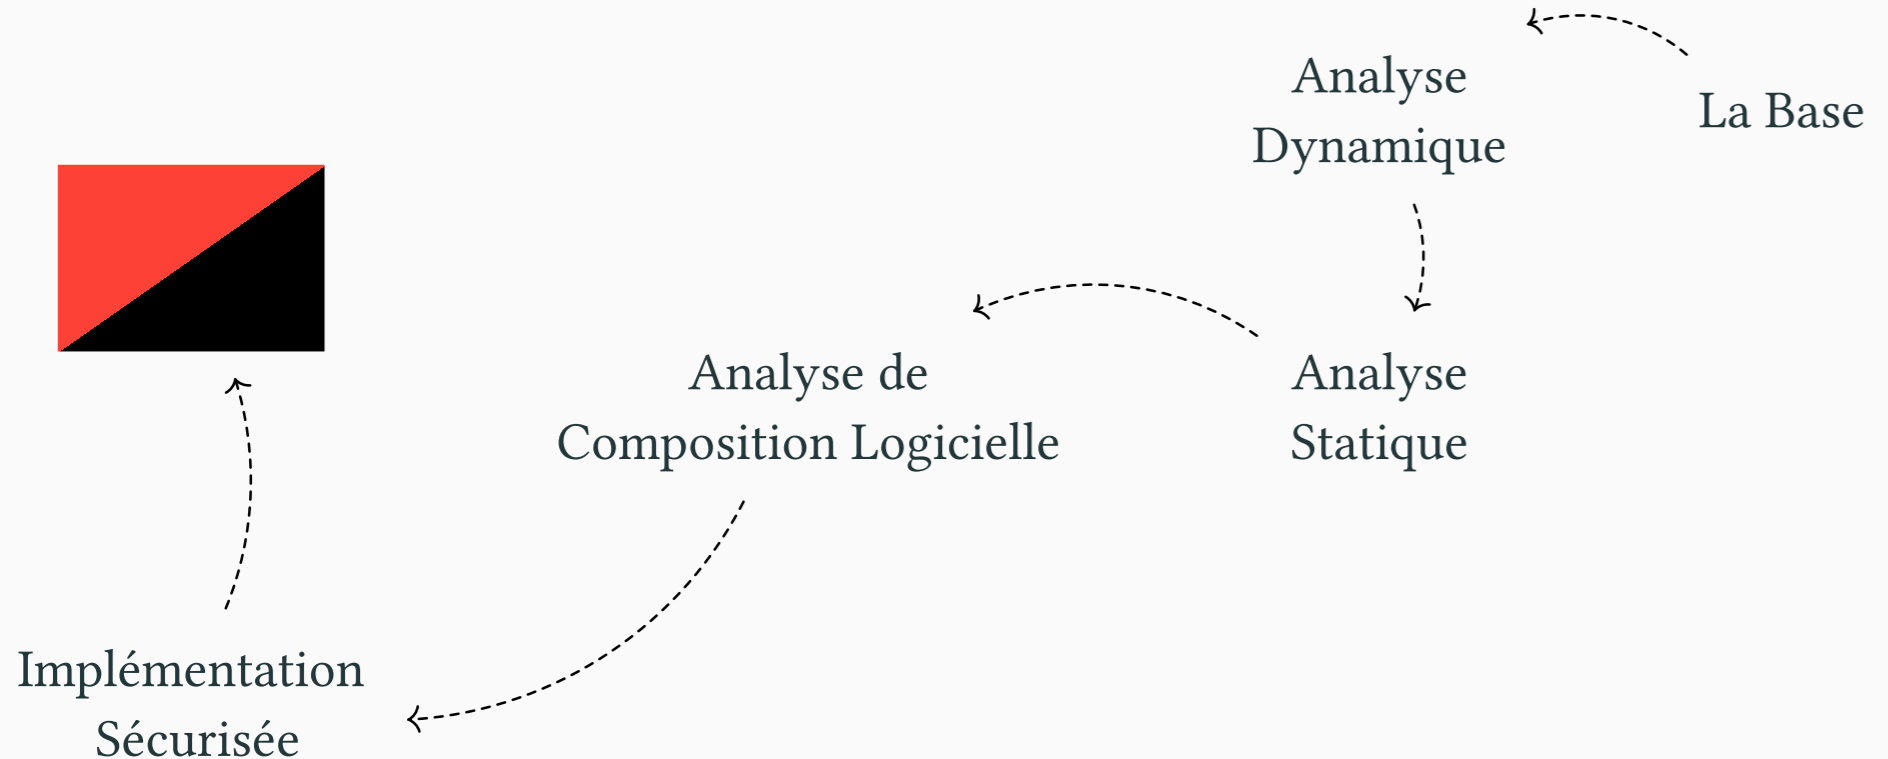 Analyse
Dynamique
La Base
Analyse de
Composition Logicielle
Analyse
Statique
Implémentation
Sécurisée